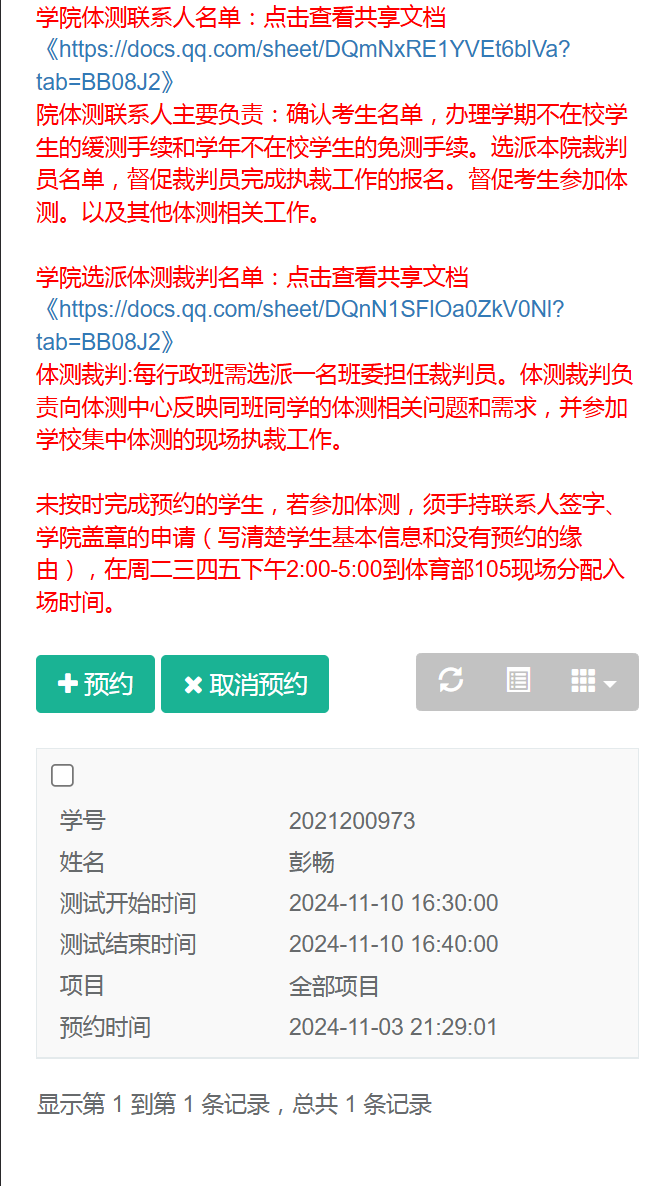 学院体测联系人名单：点击查看共享文档
《https://docs.qq.com/sheet/DQmNxRE1YVEt6blVa?
tab=BB08J2》
院体测联系人主要负责：确认考生名单，办理学期不在校学
生的缓测手续和学年不在校学生的免测手续。选派本院裁判
员名单，督促裁判员完成执裁工作的报名。督促考生参加体
测。以及其他体测相关工作。
学院选派体测裁判名单：点击查看共享文档
《https://docs.qq.com/sheet/DQnN1SFlOa0ZkV0Nl?
tab=BB08J2》
体测裁判:每行政班需选派一名班委担任裁判员。体测裁判负
责向体测中心反映同班同学的体测相关问题和需求，并参加
学校集中体测的现场执裁工作。
未按时完成预约的学生，若参加体测，须手持联系人签字、
学院盖章的申请（写清楚学生基本信息和没有预约的缘
由），在周二三四五下午2:00-5:00到体育部105现场分配入
场时间。
预约 取消预约
学号 2021200973
姓名 彭畅
测试开始时间 2024-11-10 16:30:00
测试结束时间 2024-11-10 16:40:00
项目 全部项目
预约时间 2024-11-03 21:29:01
显示第 1 到第 1 条记录，总共 1 条记录